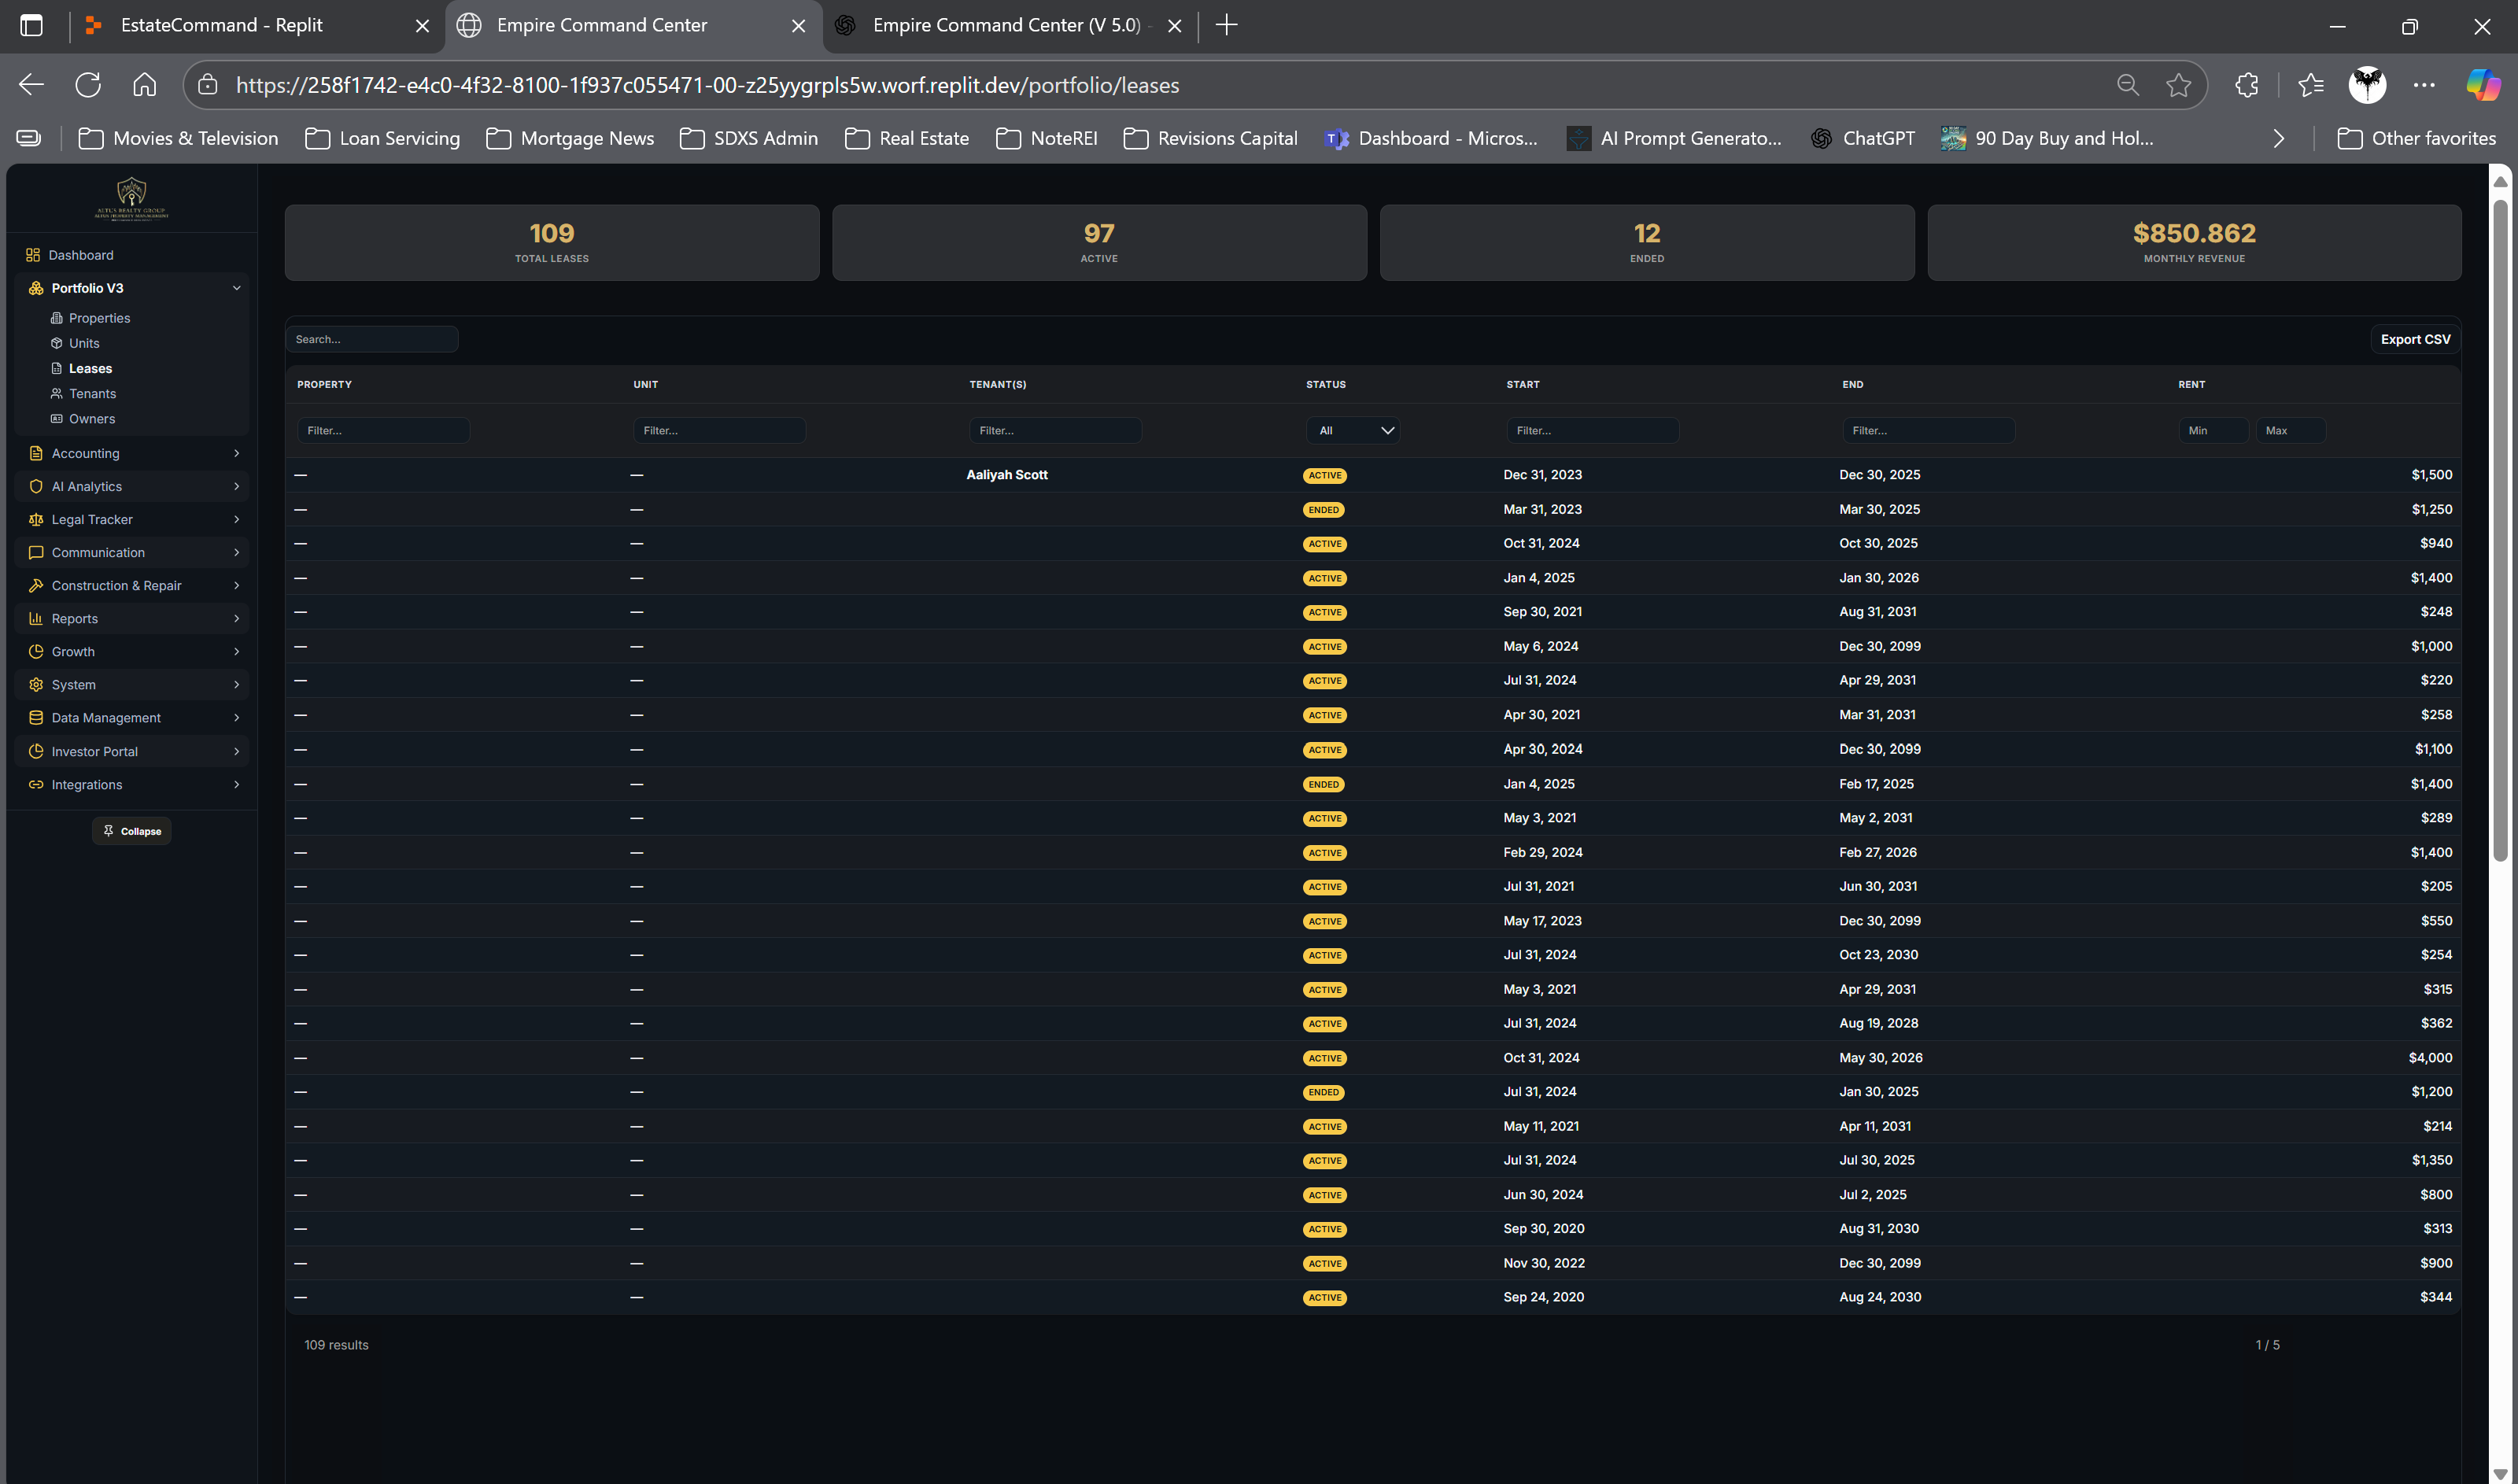 EstateCommand - Replit
Empire Command Center
Empire Command Center (V 5.0) -
https://258f1742-e4c0-4f32-8100-1f937c055471-00-z25yygrpls5w.worf.replit.dev/portfolio/leases
Movies & Television
Loan Servicing
Mortgage News
SDXS Admin
Real Estate
NoteREI
Revisions Capital
Dashboard - Micros...
AI Prompt Generato...
ChatGPT
90 Day Buy and Hol...
Other favorites
ALTUS REALTY GROUP
Dashboard
Portfolio V3
Properties
Units
Leases
Tenants
Owners
Accounting
AI Analytics
Legal Tracker
Communication
Construction & Repair
Reports
Growth
System
Data Management
Investor Portal
Integrations
Collapse
109
TOTAL LEASES
97
ACTIVE
12
ENDED
$850.862
MONTHLY REVENUE
Search...
Export CSV
PROPERTY UNIT TENANT(S) STATUS START END RENT
Filter... Filter... Filter... All Filter... Filter... Min Max
— — Aaliyah Scott ACTIVE Dec 31, 2023 Dec 30, 2025 $1,500
— — ENDED Mar 31, 2023 Mar 30, 2025 $1,250
— — ACTIVE Oct 31, 2024 Oct 30, 2025 $940
— — ACTIVE Jan 4, 2025 Jan 30, 2026 $1,400
— — ACTIVE Sep 30, 2021 Aug 31, 2031 $248
— — ACTIVE May 6, 2024 Dec 30, 2099 $1,000
— — ACTIVE Jul 31, 2024 Apr 29, 2031 $220
— — ACTIVE Apr 30, 2021 Mar 31, 2031 $258
— — ACTIVE Apr 30, 2024 Dec 30, 2099 $1,100
— — ENDED Jan 4, 2025 Feb 17, 2025 $1,400
— — ACTIVE May 3, 2021 May 2, 2031 $289
— — ACTIVE Feb 29, 2024 Feb 27, 2026 $1,400
— — ACTIVE Jul 31, 2021 Jun 30, 2031 $205
— — ACTIVE May 17, 2023 Dec 30, 2099 $550
— — ACTIVE Jul 31, 2024 Oct 23, 2030 $254
— — ACTIVE May 3, 2021 Apr 29, 2031 $315
— — ACTIVE Jul 31, 2024 Aug 19, 2028 $362
— — ACTIVE Oct 31, 2024 May 30, 2026 $4,000
— — ENDED Jul 31, 2024 Jan 30, 2025 $1,200
— — ACTIVE May 11, 2021 Apr 11, 2031 $214
— — ACTIVE Jul 31, 2024 Jul 30, 2025 $1,350
— — ACTIVE Jun 30, 2024 Jul 2, 2025 $800
— — ACTIVE Sep 30, 2020 Aug 31, 2030 $313
— — ACTIVE Nov 30, 2022 Dec 30, 2099 $900
— — ACTIVE Sep 24, 2020 Aug 24, 2030 $344
109 results
1 / 5